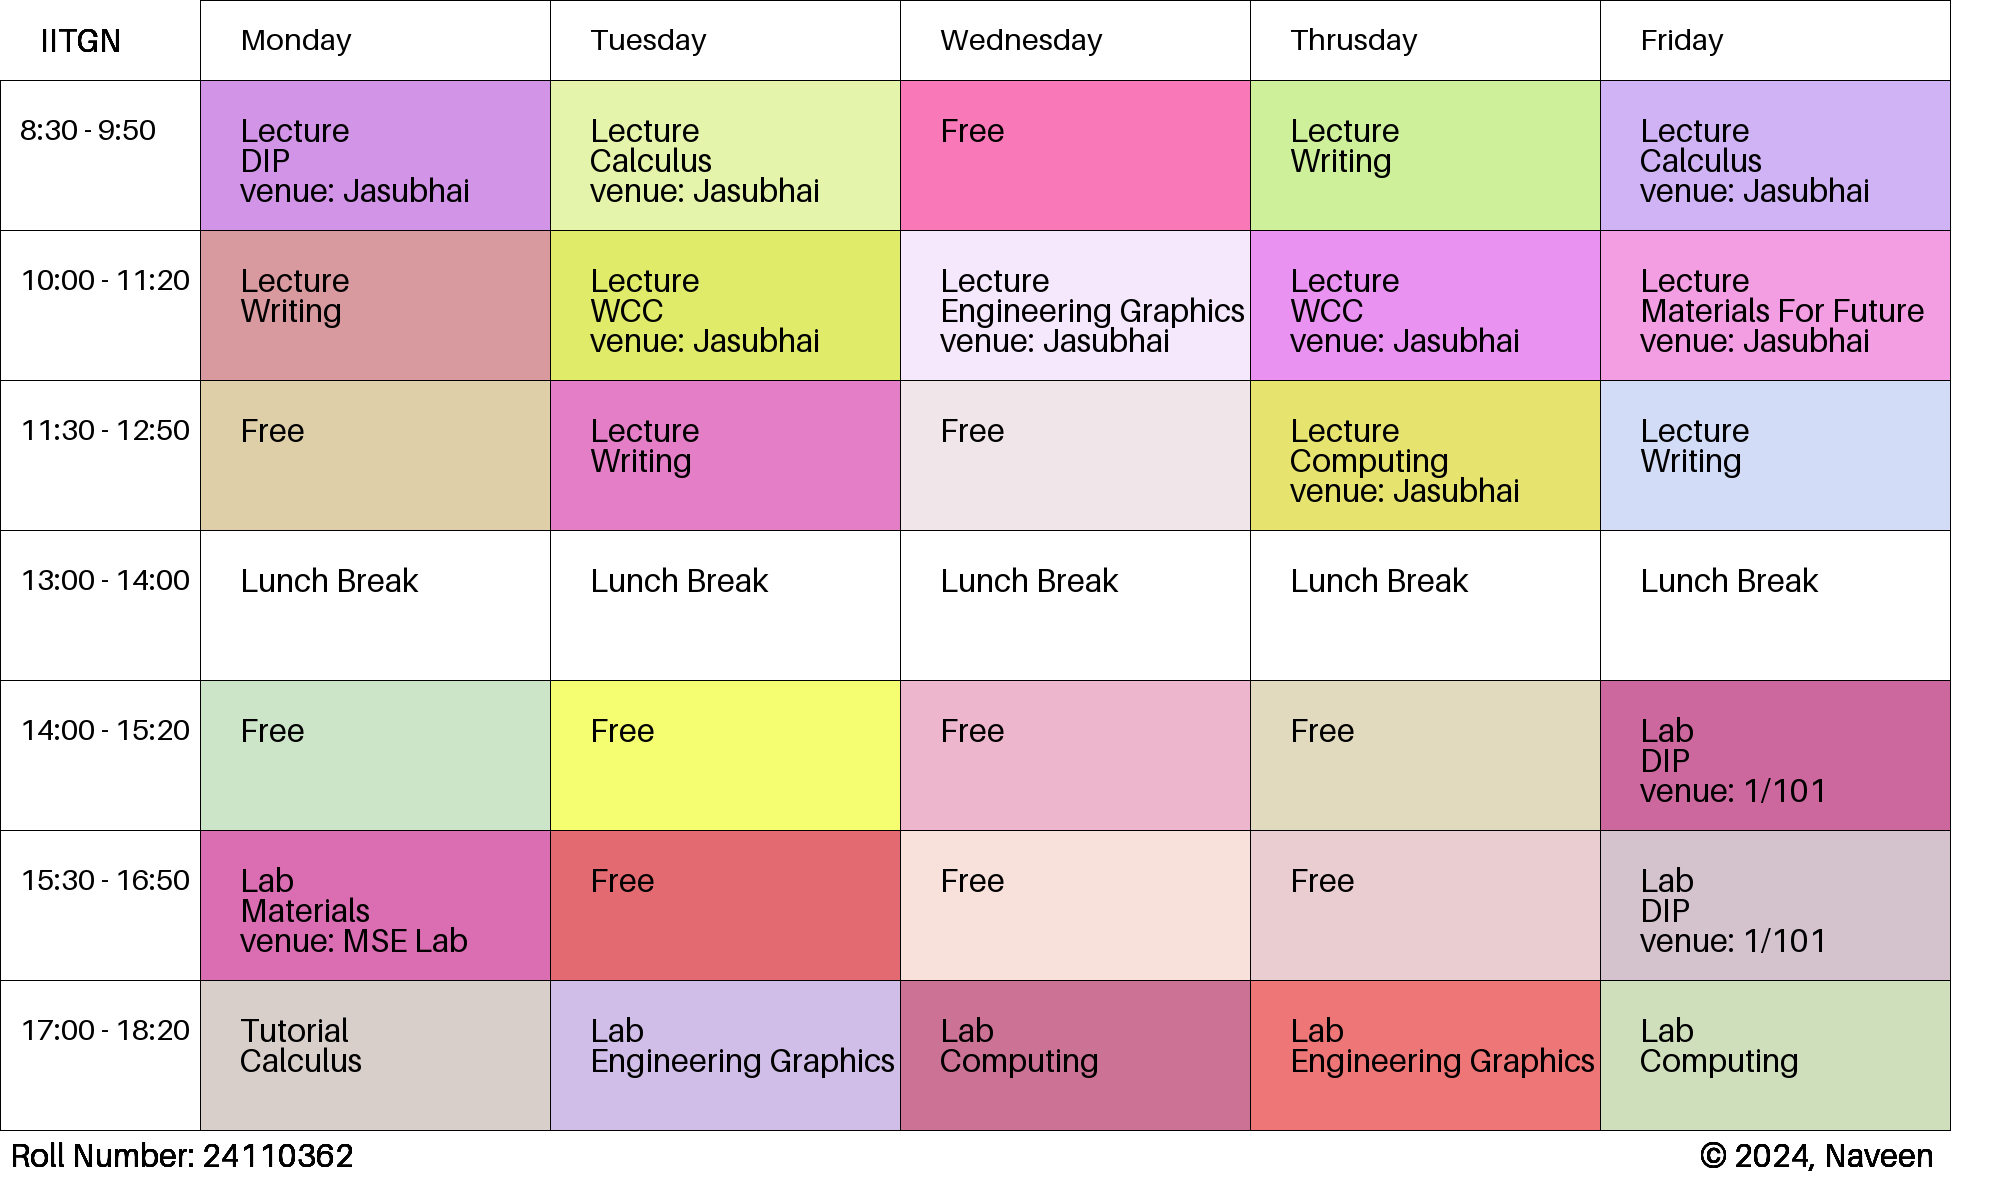 IITGN Monday Tuesday Wednesday Thrusday Friday
8:30 - 9:50
Lecture
DIP
venue: Jasubhai
Lecture
Calculus
venue: Jasubhai
Free
Lecture
Writing
Lecture
Calculus
venue: Jasubhai
10:00 - 11:20
Lecture
Writing
Lecture
WCC
venue: Jasubhai
Lecture
Engineering Graphics
venue: Jasubhai
Lecture
WCC
venue: Jasubhai
Lecture
Materials For Future
venue: Jasubhai
11:30 - 12:50
Free
Lecture
Writing
Free
Lecture
Computing
venue: Jasubhai
Lecture
Writing
13:00 - 14:00
Lunch Break
Lunch Break
Lunch Break
Lunch Break
Lunch Break
14:00 - 15:20
Free
Free
Free
Free
Lab
DIP
venue: 1/101
15:30 - 16:50
Lab
Materials
venue: MSE Lab
Free
Free
Free
Lab
DIP
venue: 1/101
17:00 - 18:20
Tutorial
Calculus
Lab
Engineering Graphics
Lab
Computing
Lab
Engineering Graphics
Lab
Computing
Roll Number: 24110362
© 2024, Naveen